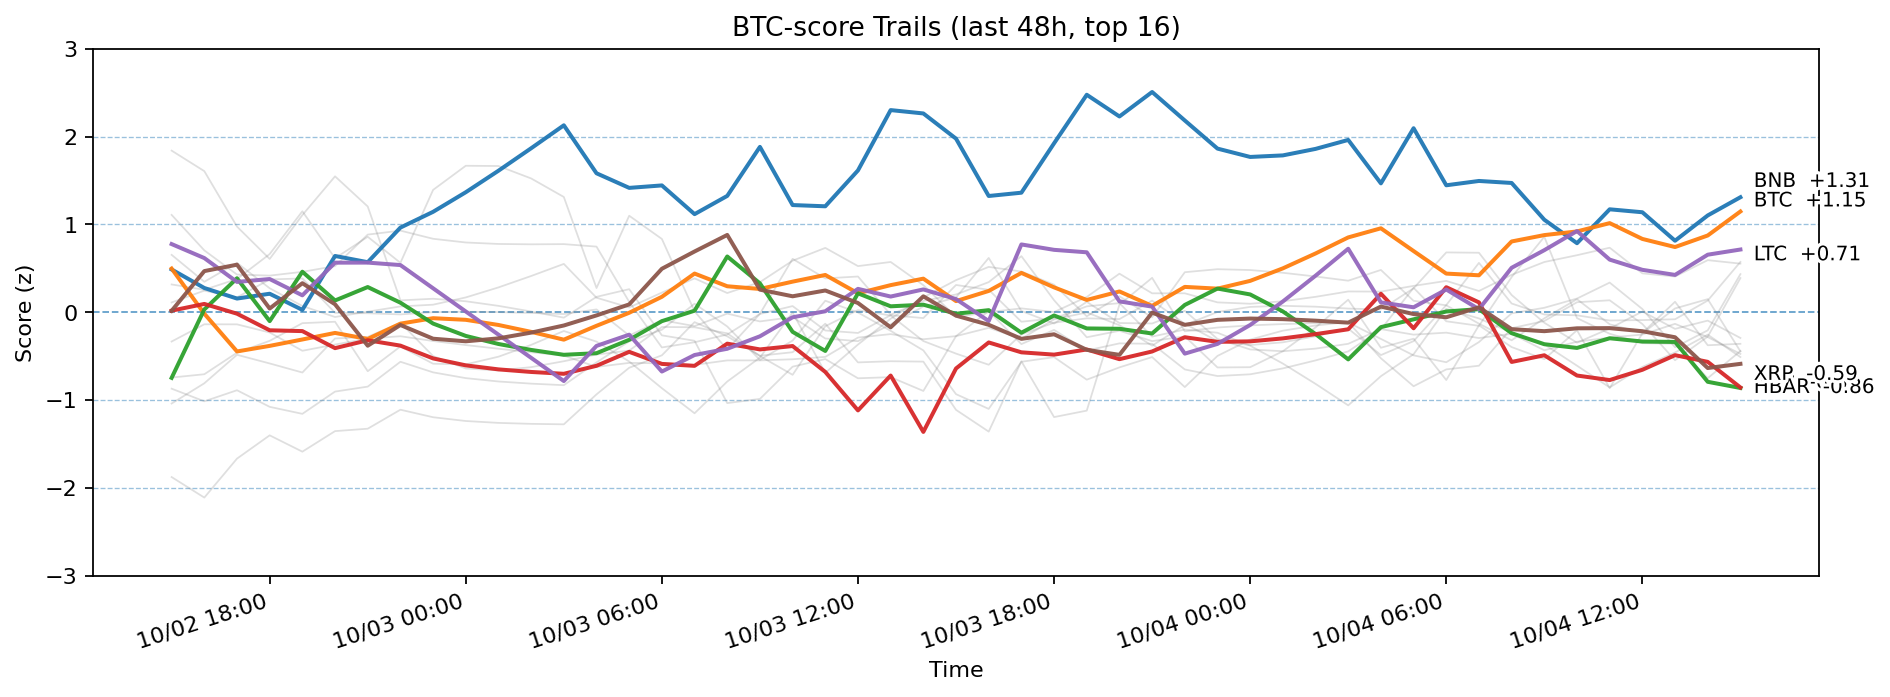 BTC-score Trails (last 48h, top 16)
3
2
1
0
−1
−2
−3
Score (z)
BNB +1.31
BTC +1.15
LTC +0.71
XRP -0.59
HBAR -0.86
10/02 18:00
10/03 00:00
10/03 06:00
10/03 12:00
10/03 18:00
10/04 00:00
10/04 06:00
10/04 12:00
Time